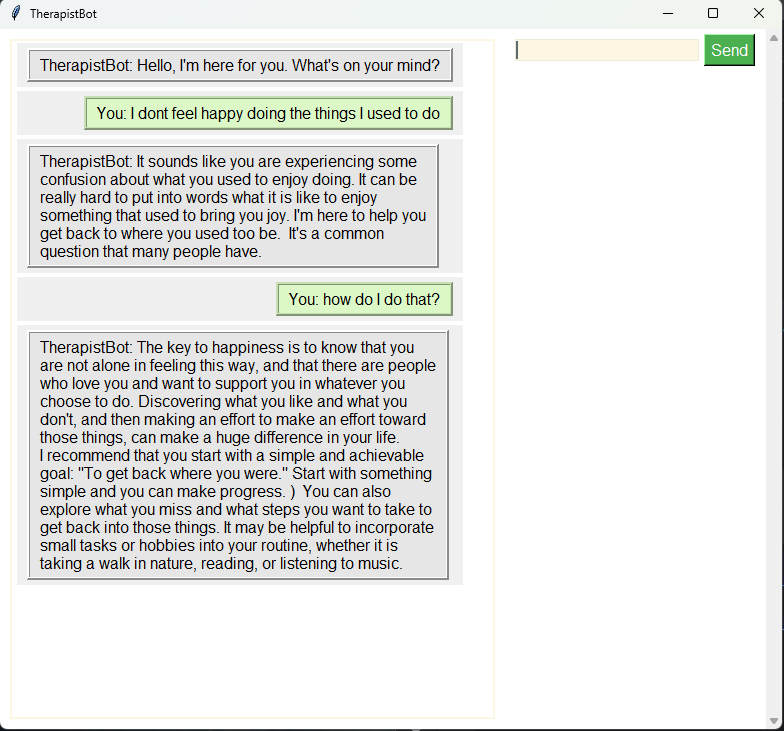 TherapistBot
TherapistBot: Hello, I'm here for you. What's on your mind?
Send
You: I dont feel happy doing the things I used to do
TherapistBot: It sounds like you are experiencing some
confusion about what you used to enjoy doing. It can be
really hard to put into words what it is like to enjoy
something that used to bring you joy. I'm here to help you
get back to where you used too be.  It's a common
question that many people have.
You: how do I do that?
TherapistBot: The key to happiness is to know that you
are not alone in feeling this way, and that there are people
who love you and want to support you in whatever you
choose to do. Discovering what you like and what you
don't, and then making an effort to make an effort toward
those things, can make a huge difference in your life.
I recommend that you start with a simple and achievable
goal: "To get back where you were." Start with something
simple and you can make progress. )  You can also
explore what you miss and what steps you want to take to
get back into those things. It may be helpful to incorporate
small tasks or hobbies into your routine, whether it is
taking a walk in nature, reading, or listening to music.